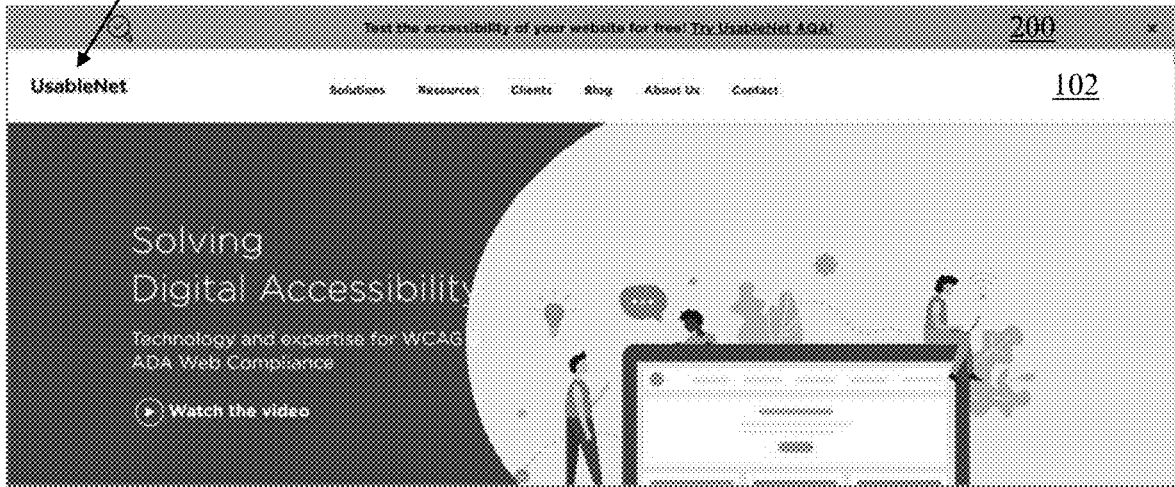 Test the accessibility of your website for free! Try UsableNet AQA!
200
×
UsableNet
Solutions Resources Clients Blog About Us Contact
102
Solving
Digital Accessibility
Technology and expertise for WCAG
ADA Web Compliance
Watch the video